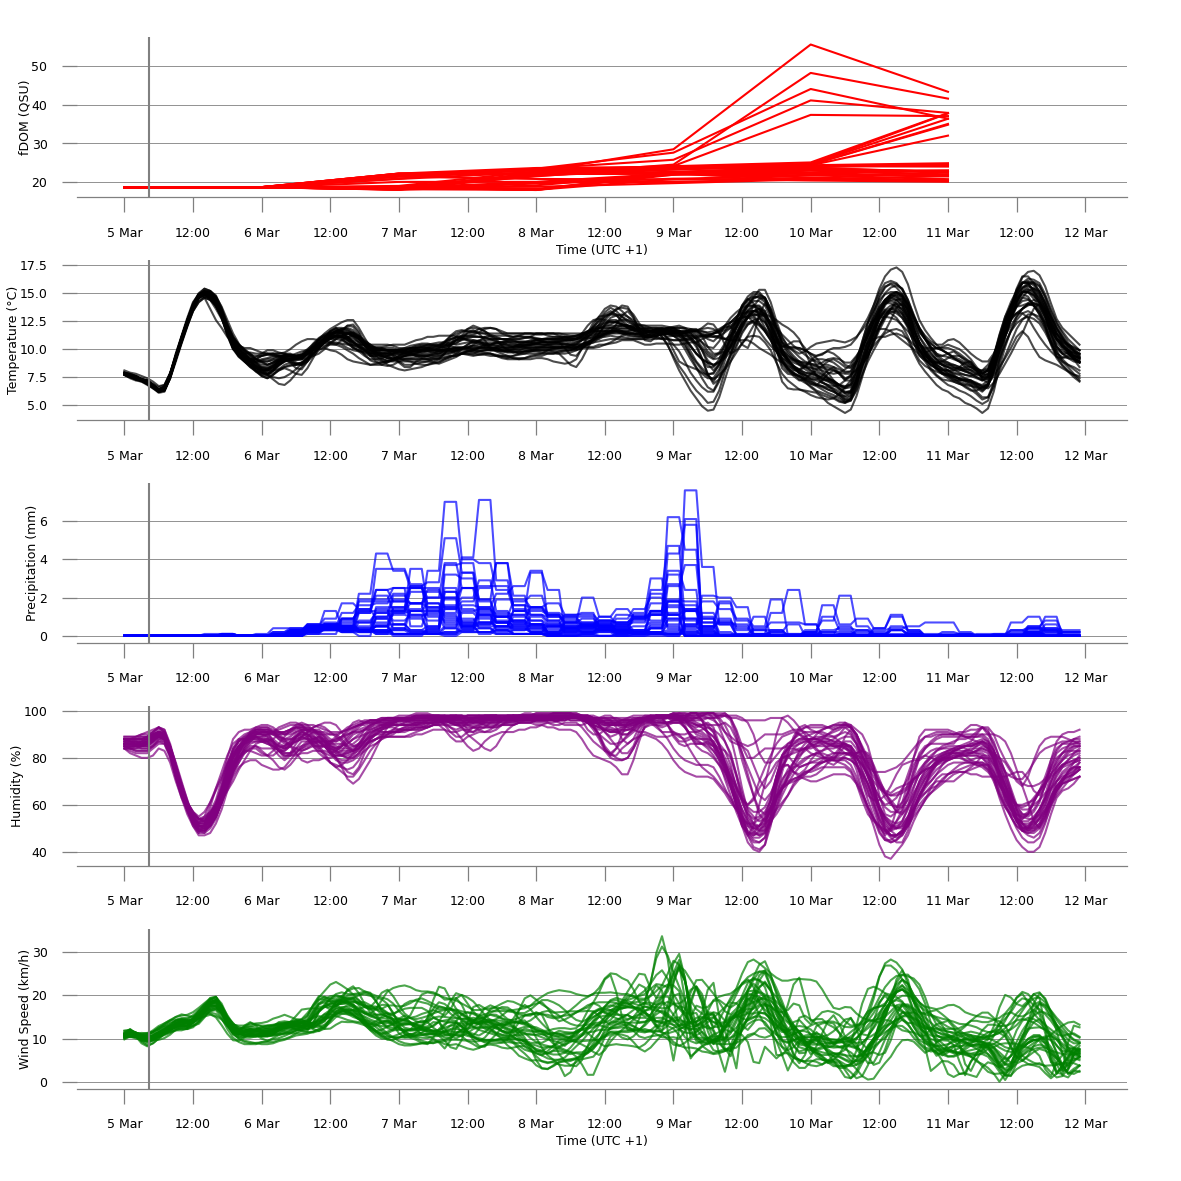 50
40
30
20
fDOM (QSU)
5 Mar 12:00 6 Mar 12:00 7 Mar 12:00 8 Mar 12:00 9 Mar 12:00 10 Mar 12:00 11 Mar 12:00 12 Mar
Time (UTC +1)
17.5
15.0
12.5
10.0
7.5
5.0
Temperature (°C)
5 Mar 12:00 6 Mar 12:00 7 Mar 12:00 8 Mar 12:00 9 Mar 12:00 10 Mar 12:00 11 Mar 12:00 12 Mar
6
4
2
0
Precipitation (mm)
5 Mar 12:00 6 Mar 12:00 7 Mar 12:00 8 Mar 12:00 9 Mar 12:00 10 Mar 12:00 11 Mar 12:00 12 Mar
100
80
60
40
Humidity (%)
5 Mar 12:00 6 Mar 12:00 7 Mar 12:00 8 Mar 12:00 9 Mar 12:00 10 Mar 12:00 11 Mar 12:00 12 Mar
30
20
10
0
Wind Speed (km/h)
5 Mar 12:00 6 Mar 12:00 7 Mar 12:00 8 Mar 12:00 9 Mar 12:00 10 Mar 12:00 11 Mar 12:00 12 Mar
Time (UTC +1)